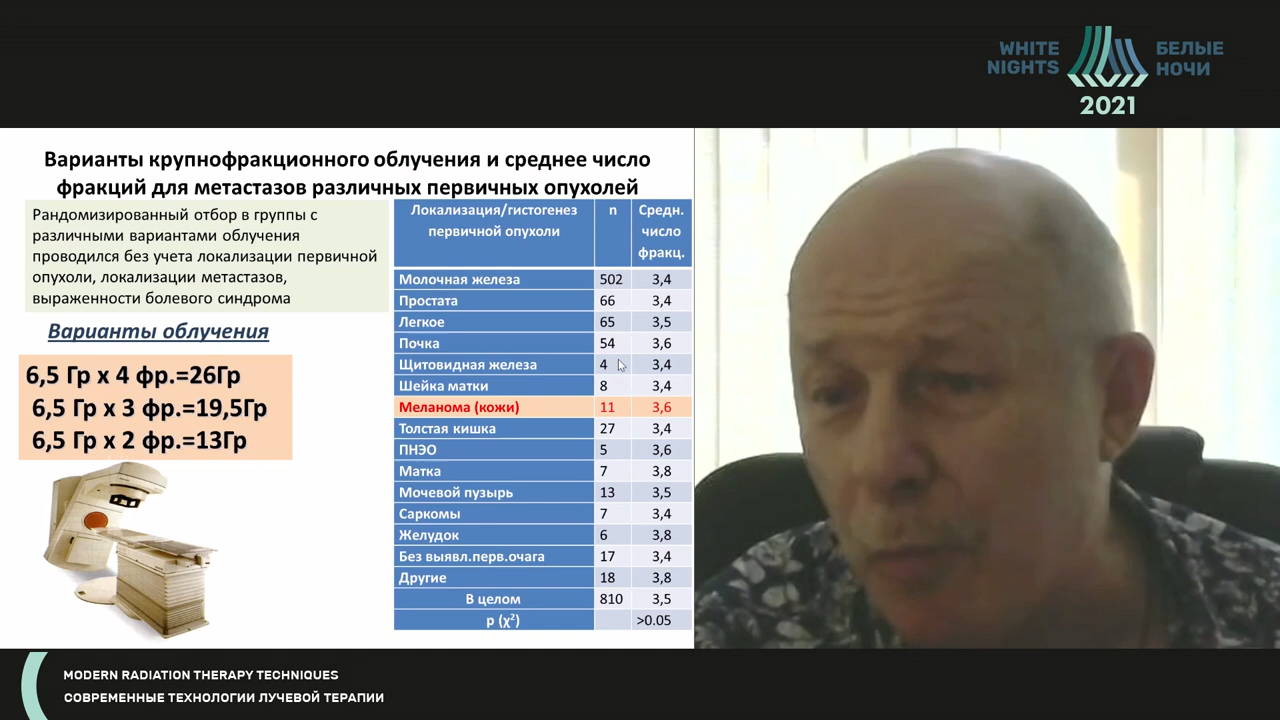 WHITE NIGHTS
БЕЛЫЕ НОЧИ
2021
Варианты крупнофракционного облучения и среднее число
фракций для метастазов различных первичных опухолей
Рандомизированный отбор в группы с
различными вариантами облучения
проводился без учета локализации первичной
опухоли, локализации метастазов,
выраженности болевого синдрома
Варианты облучения
6,5 Гр х 4 фр.=26Гр
6,5 Гр х 3 фр.=19,5Гр
6,5 Гр х 2 фр.=13Гр
Локализация/гистогенез первичной опухоли n Средн. число фракц.
Молочная железа 502 3,4
Простата 66 3,4
Легкое 65 3,5
Почка 54 3,6
Щитовидная железа 4 3,4
Шейка матки 8 3,4
Меланома (кожи) 11 3,6
Толстая кишка 27 3,4
ПНЭО 5 3,6
Матка 7 3,8
Мочевой пузырь 13 3,5
Саркомы 7 3,4
Желудок 6 3,8
Без выявл.перв.очага 17 3,4
Другие 18 3,8
В целом 810 3,5
p (χ²) >0.05
MODERN RADIATION THERAPY TECHNIQUES
СОВРЕМЕННЫЕ ТЕХНОЛОГИИ ЛУЧЕВОЙ ТЕРАПИИ